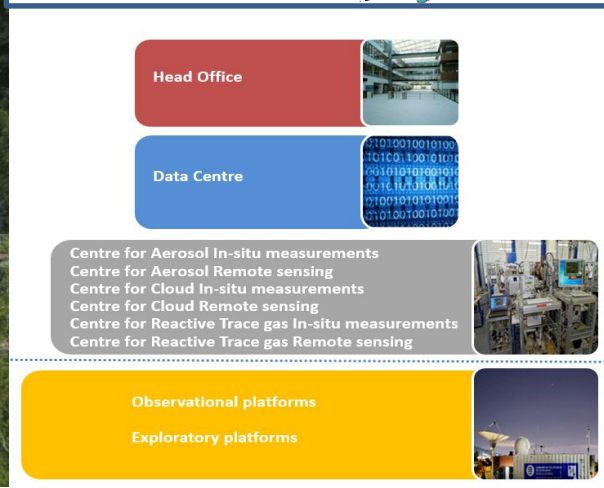 Head Office
Data Centre
Centre for Aerosol In-situ measurements
Centre for Aerosol Remote sensing
Centre for Cloud In-situ measurements
Centre for Cloud Remote sensing
Centre for Reactive Trace gas In-situ measurements
Centre for Reactive Trace gas Remote sensing
Observational platforms
Exploratory platforms